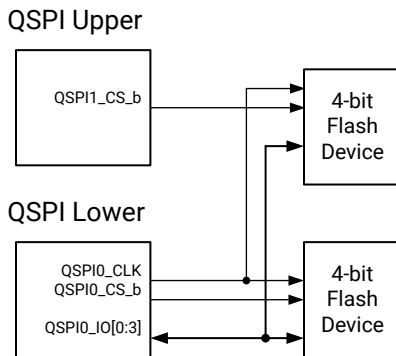 QSPI Upper
QSPI1_CS_b
4-bit
Flash
Device
QSPI Lower
QSPI0_CLK
QSPI0_CS_b
QSPI0_IO[0:3]
4-bit
Flash
Device